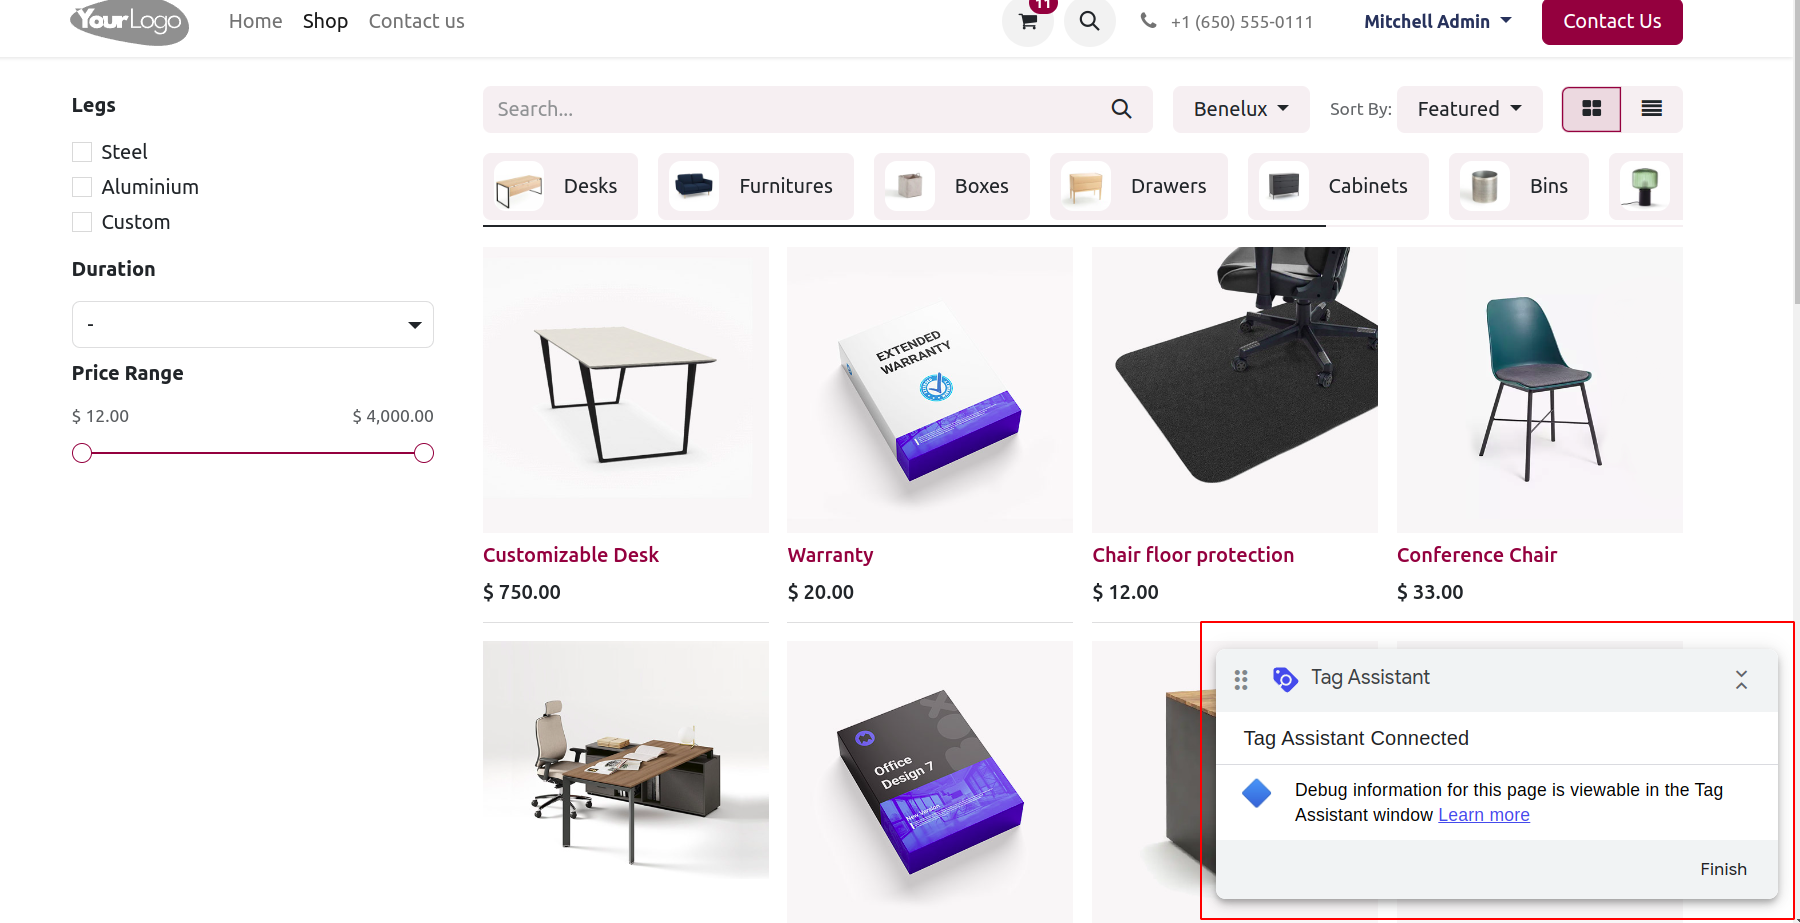 YourLogo
Home
Shop
Contact us
11
+1 (650) 555-0111
Mitchell Admin
Contact Us
Legs
Steel
Aluminium
Custom
Duration
-
Price Range
$ 12.00
$ 4,000.00
Search...
Benelux
Sort By:
Featured
Desks
Furnitures
Boxes
Drawers
Cabinets
Bins
EXTENDED
WARRANTY
Customizable Desk
$ 750.00
Warranty
$ 20.00
Chair floor protection
$ 12.00
Conference Chair
$ 33.00
Office
Design 7
New Version
Tag Assistant
Tag Assistant Connected
Debug information for this page is viewable in the Tag
Assistant window Learn more
Finish